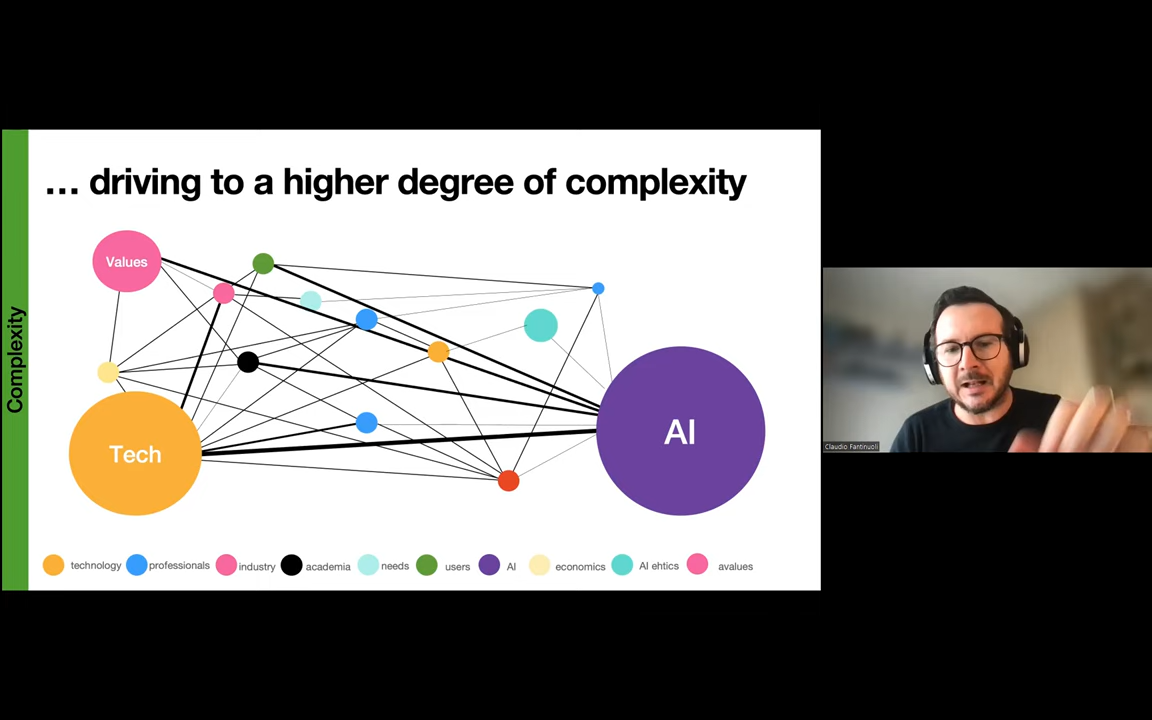 Complexity
… driving to a higher degree of complexity
Values
Tech
AI
technology professionals industry academia needs users AI economics AI ehtics avalues
Claudio Fantinuoli